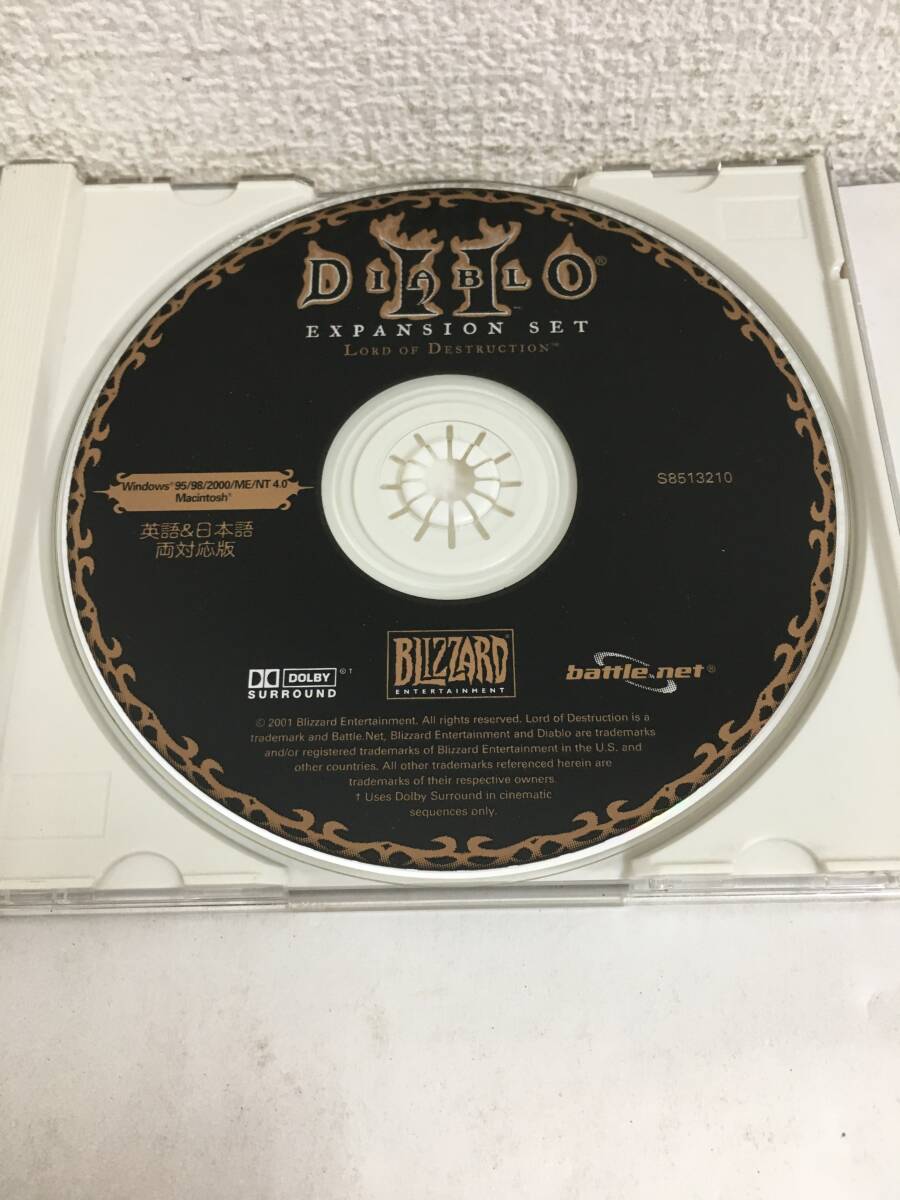 DIABLO®
II
EXPANSION SET
LORD OF DESTRUCTION™
Windows® 95/98/2000/ME/NT 4.0
Macintosh®
S8513210
英語&日本語
両対応版
DOLBY ®†
SURROUND
BLIZZARD®
ENTERTAINMENT
battle.net®
© 2001 Blizzard Entertainment. All rights reserved. Lord of Destruction is a
trademark and Battle.Net, Blizzard Entertainment and Diablo are trademarks
and/or registered trademarks of Blizzard Entertainment in the U.S. and
other countries. All other trademarks referenced herein are
trademarks of their respective owners.
† Uses Dolby Surround in cinematic
sequences only.